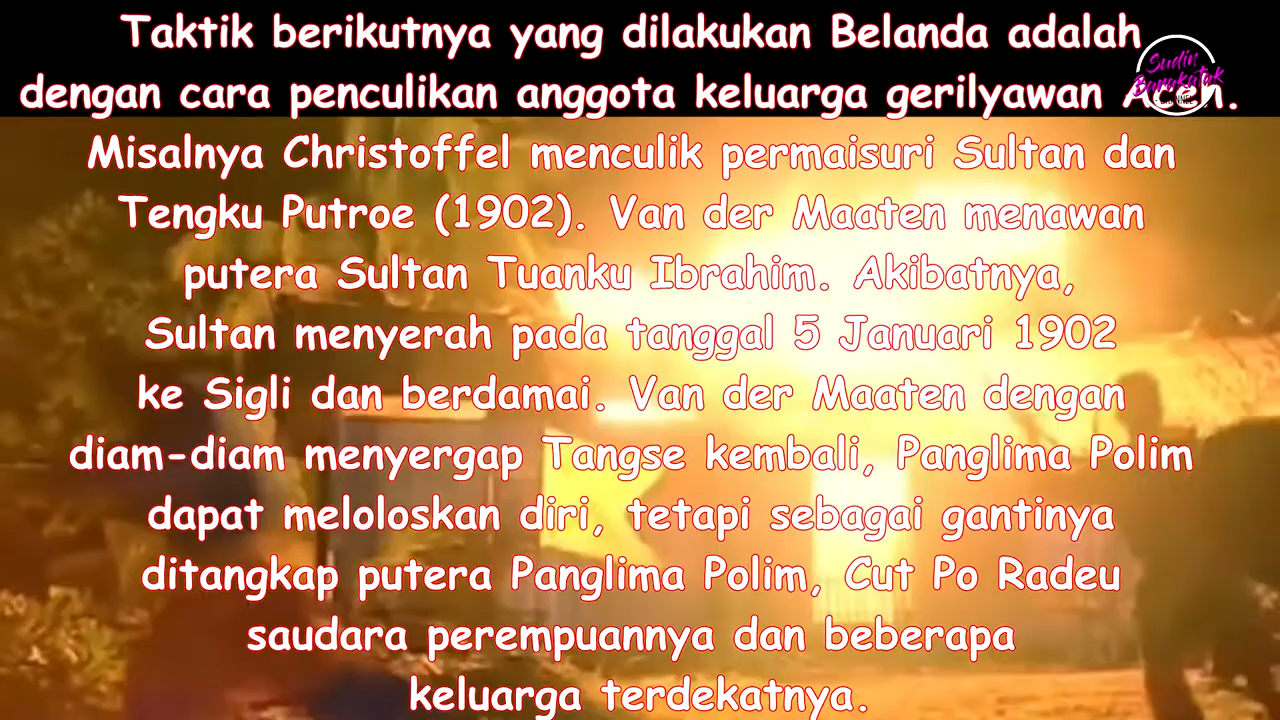 Taktik berikutnya yang dilakukan Belanda adalah
dengan cara penculikan anggota keluarga gerilyawan Aceh.
Misalnya Christoffel menculik permaisuri Sultan dan
Tengku Putroe (1902). Van der Maaten menawan
putera Sultan Tuanku Ibrahim. Akibatnya,
Sultan menyerah pada tanggal 5 Januari 1902
ke Sigli dan berdamai. Van der Maaten dengan
diam-diam menyergap Tangse kembali, Panglima Polim
dapat meloloskan diri, tetapi sebagai gantinya
ditangkap putera Panglima Polim, Cut Po Radeu
saudara perempuannya dan beberapa
keluarga terdekatnya.
Sudin
Barakatak